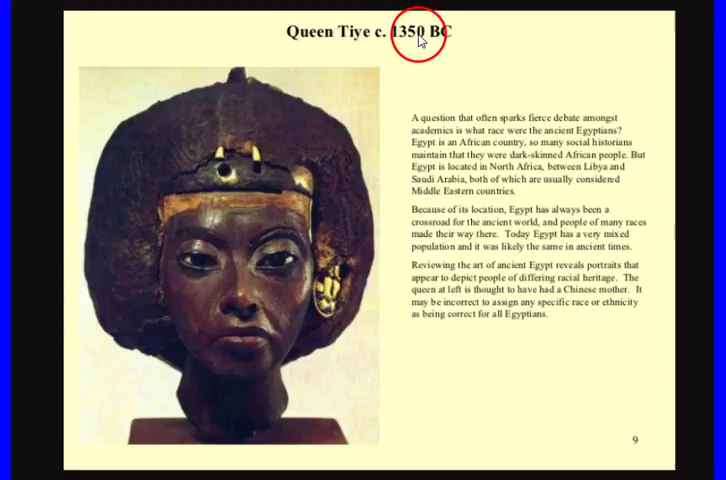 Queen Tiye c. 1350 BC
A question that often sparks fierce debate amongst
academics is what race were the ancient Egyptians?
Egypt is an African country, so many social historians
maintain that they were dark-skinned African people. But
Egypt is located in North Africa, between Libya and
Saudi Arabia, both of which are usually considered
Middle Eastern countries.
Because of its location, Egypt has always been a
crossroad for the ancient world, and people of many races
made their way there. Today Egypt has a very mixed
population and it was likely the same in ancient times.
Reviewing the art of ancient Egypt reveals portraits that
appear to depict people of differing racial heritage. The
queen at left is thought to have had a Chinese mother. It
may be incorrect to assign any specific race or ethnicity
as being correct for all Egyptians.
9